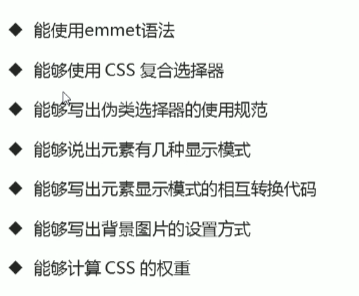 ◆ 能使用emmet语法
◆ 能够使用 CSS 复合选择器
◆ 能够写出伪类选择器的使用规范
◆ 能够说出元素有几种显示模式
◆ 能够写出元素显示模式的相互转换代码
◆ 能够写出背景图片的设置方式
◆ 能够计算 CSS 的权重